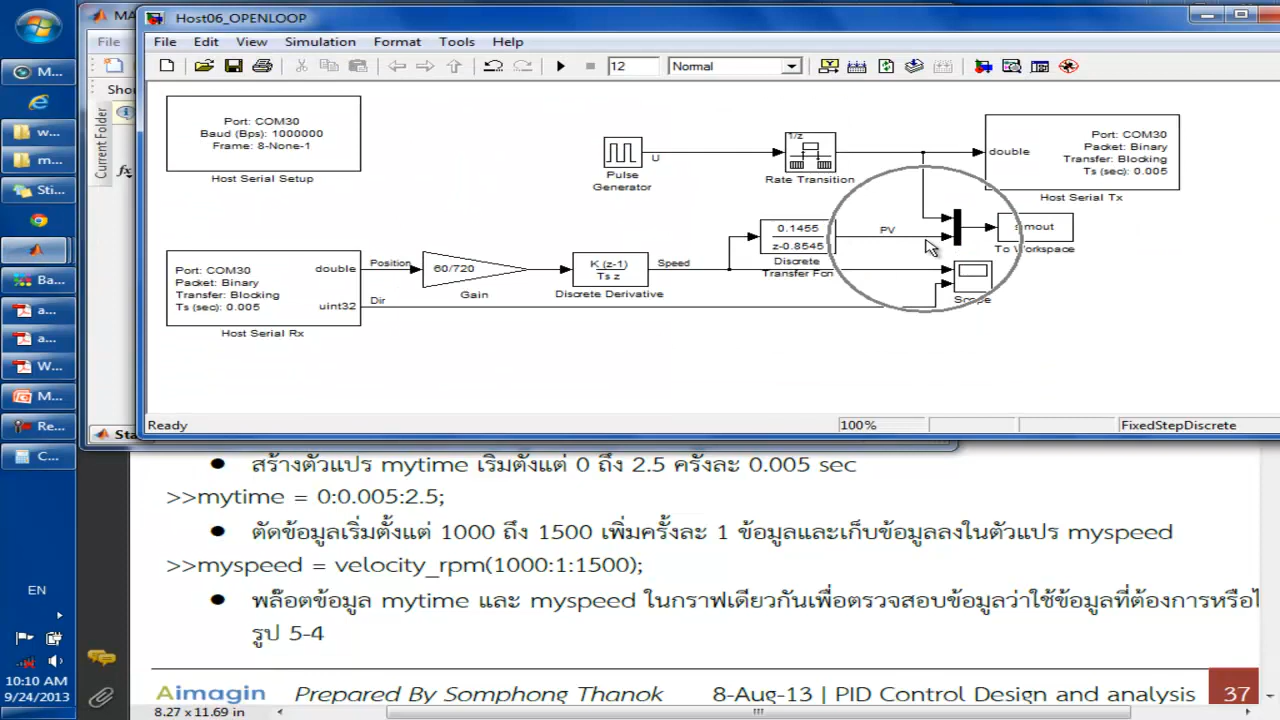 Host06_OPENLOOP
MA
File
File Edit View Simulation Format Tools Help
12
Normal
Shor
Current Folder
fx
Port: COM30
Baud (Bps): 1000000
Frame: 8-None-1
Host Serial Setup
U
Pulse
Generator
1/z
Rate Transition
double
Port: COM30
Packet: Binary
Transfer: Blocking
Ts (sec): 0.005
Host Serial Tx
0.1455
z-0.8545
Discrete
Transfer Fcn
PV
simout
To Workspace
Port: COM30
Packet: Binary
Transfer: Blocking
Ts (sec): 0.005
double
uint32
Host Serial Rx
Position
Dir
60/720
Gain
K (z-1)
Ts z
Discrete Derivative
Speed
Scope
Ready
100%
FixedStepDiscrete
Sta
M...
w...
m...
Sti...
Ba...
a...
a...
W...
M...
Re...
C...
EN
10:10 AM
9/24/2013
● สร้างตัวแปร mytime เริ่มตั้งแต่ 0 ถึง 2.5 ครั้งละ 0.005 sec
>>mytime = 0:0.005:2.5;
● ตัดข้อมูลเริ่มตั้งแต่ 1000 ถึง 1500 เพิ่มครั้งละ 1 ข้อมูลและเก็บข้อมูลลงในตัวแปร myspeed
>>myspeed = velocity_rpm(1000:1:1500);
● พล๊อตข้อมูล mytime และ myspeed ในกราฟเดียวกันเพื่อตรวจสอบข้อมูลว่าใช้ข้อมูลที่ต้องการหรือไ
รูป 5-4
Aimagin Prepared By Somphong Thanok 8-Aug-13 | PID Control Design and analysis 37
8.27 x 11.69 in